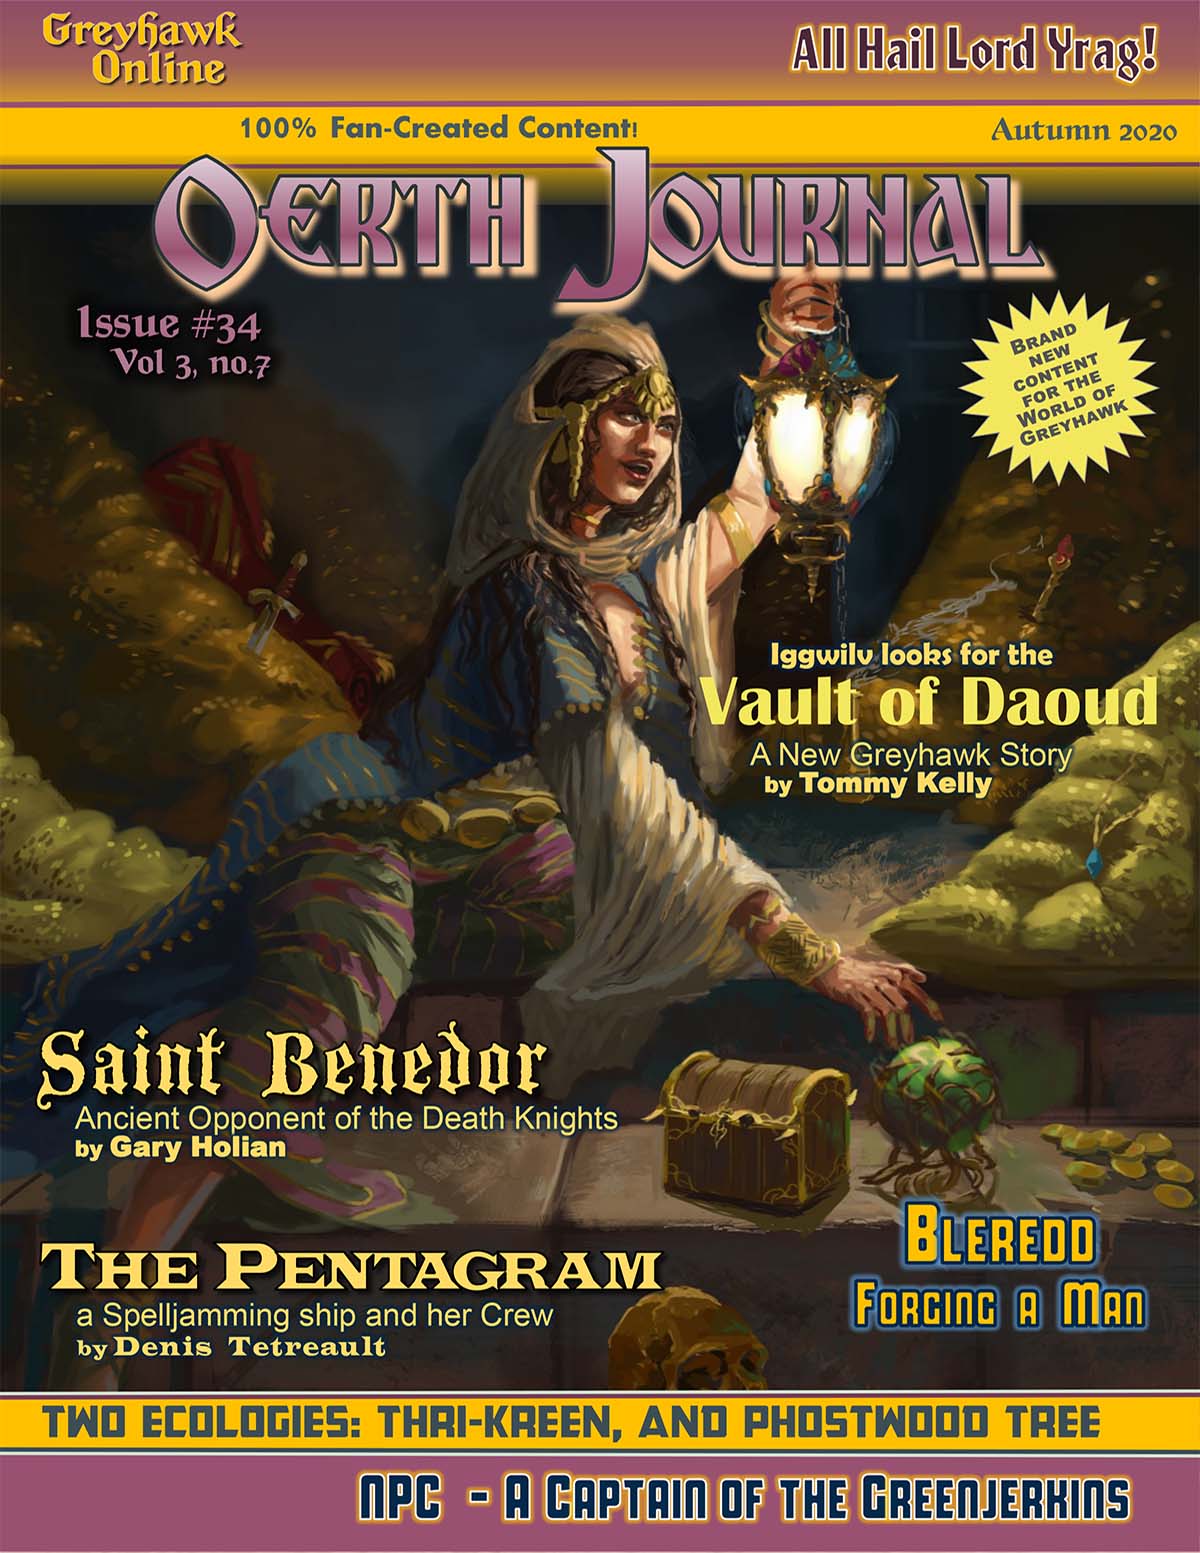 Greyhawk
Online
All Hail Lord Yrag!
100% Fan-Created Content!
Autumn 2020
Oerth Journal
Issue #34
Vol 3, no.7
Brand
new
content
for the
World of
Greyhawk
Iggwilv looks for the
Vault of Daoud
A New Greyhawk Story
by Tommy Kelly
Saint Benedor
Ancient Opponent of the Death Knights
by Gary Holian
Bleredd
Forging a Man
The Pentagram
a Spelljamming ship and her Crew
by Denis Tetreault
TWO ECOLOGIES: THRI-KREEN, AND PHOSTWOOD TREE
NPC - A Captain of the Greenjerkins